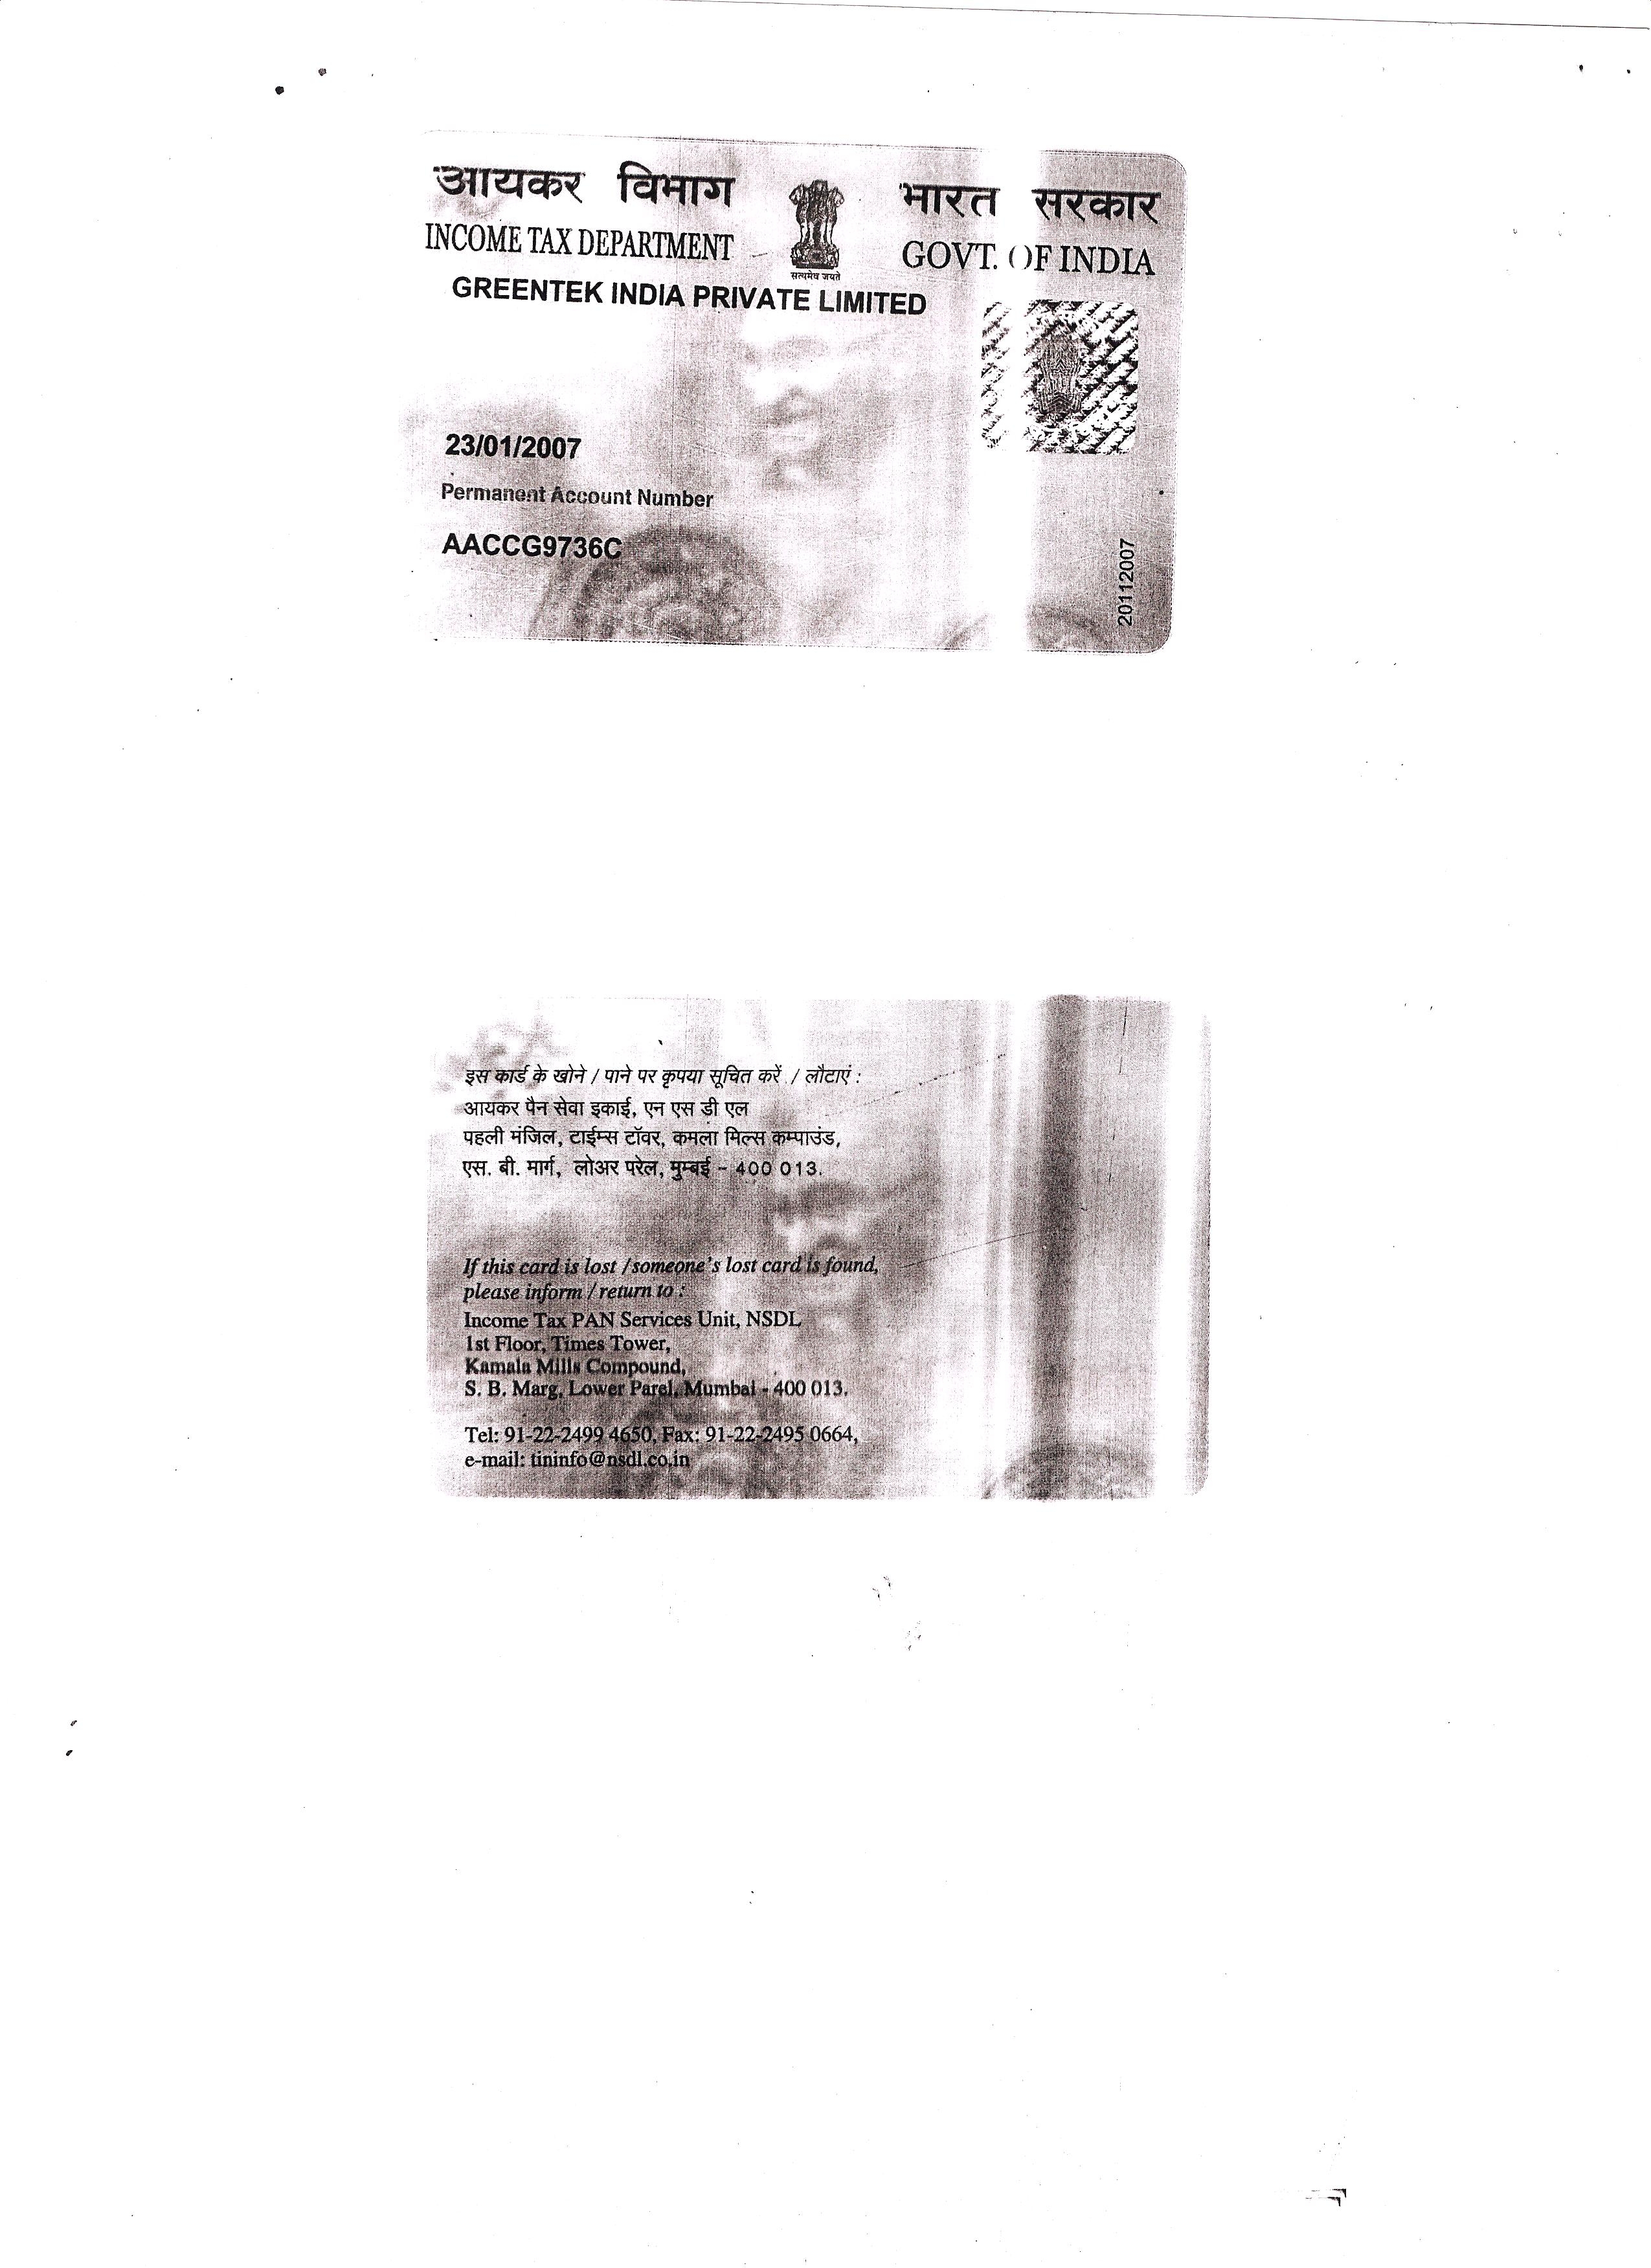 आयकर विभाग
INCOME TAX DEPARTMENT
भारत सरकार
GOVT. OF INDIA
सत्यमेव जयते
GREENTEK INDIA PRIVATE LIMITED
23/01/2007
Permanent Account Number
AACCG9736C
20112007
इस कार्ड के खोने / पाने पर कृपया सूचित करें / लौटाएं :
आयकर पैन सेवा इकाई, एन एस डी एल
पहली मंजिल, टाईम्स टॉवर, कमला मिल्स कम्पाउंड,
एस. बी. मार्ग, लोअर परेल, मुम्बई - 400 013.
If this card is lost / someone's lost card is found,
please inform / return to :
Income Tax PAN Services Unit, NSDL
1st Floor, Times Tower,
Kamala Mills Compound,
S. B. Marg, Lower Parel, Mumbai - 400 013.
Tel: 91-22-2499 4650, Fax: 91-22-2495 0664,
e-mail: tininfo@nsdl.co.in